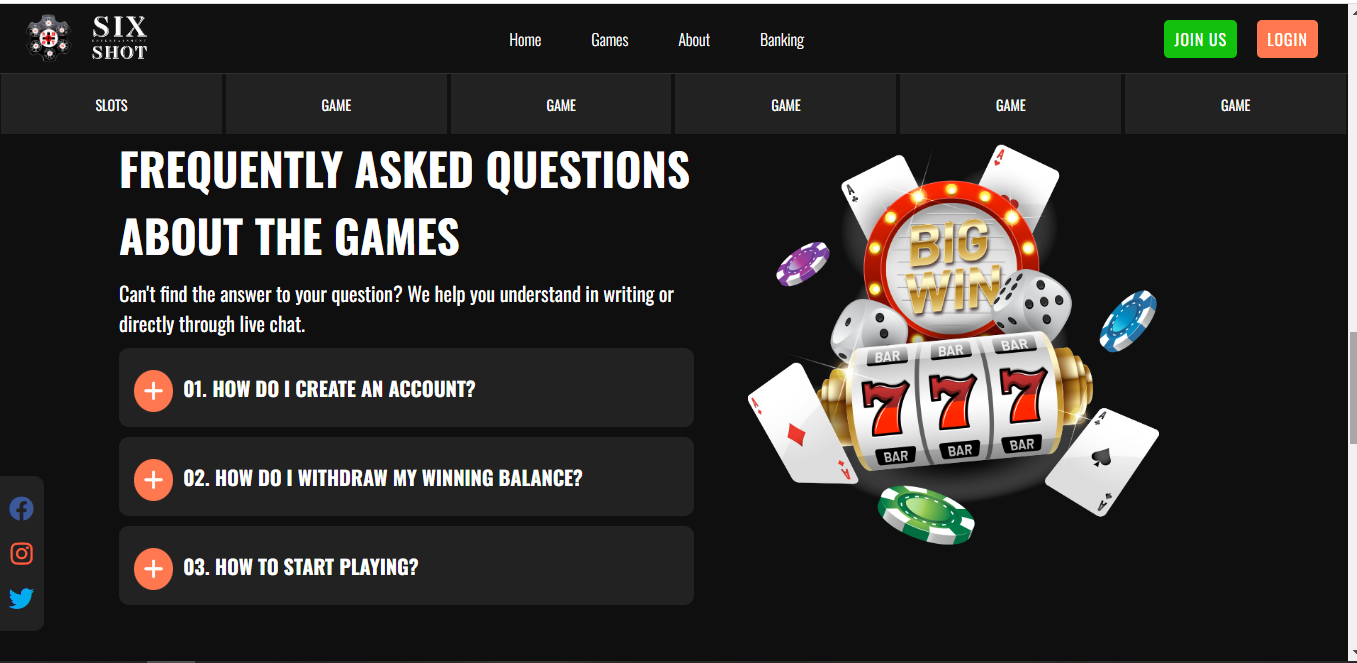 SIX
ENTERTAINMENT
SHOT
Home
Games
About
Banking
JOIN US
LOGIN
SLOTS
GAME
GAME
GAME
GAME
GAME
FREQUENTLY ASKED QUESTIONS
ABOUT THE GAMES
Can't find the answer to your question? We help you understand in writing or
directly through live chat.
01. HOW DO I CREATE AN ACCOUNT?
02. HOW DO I WITHDRAW MY WINNING BALANCE?
03. HOW TO START PLAYING?
A
A
BIG
WIN
BAR
BAR
BAR
7
7
7
BAR
BAR
BAR
A
A
A
A